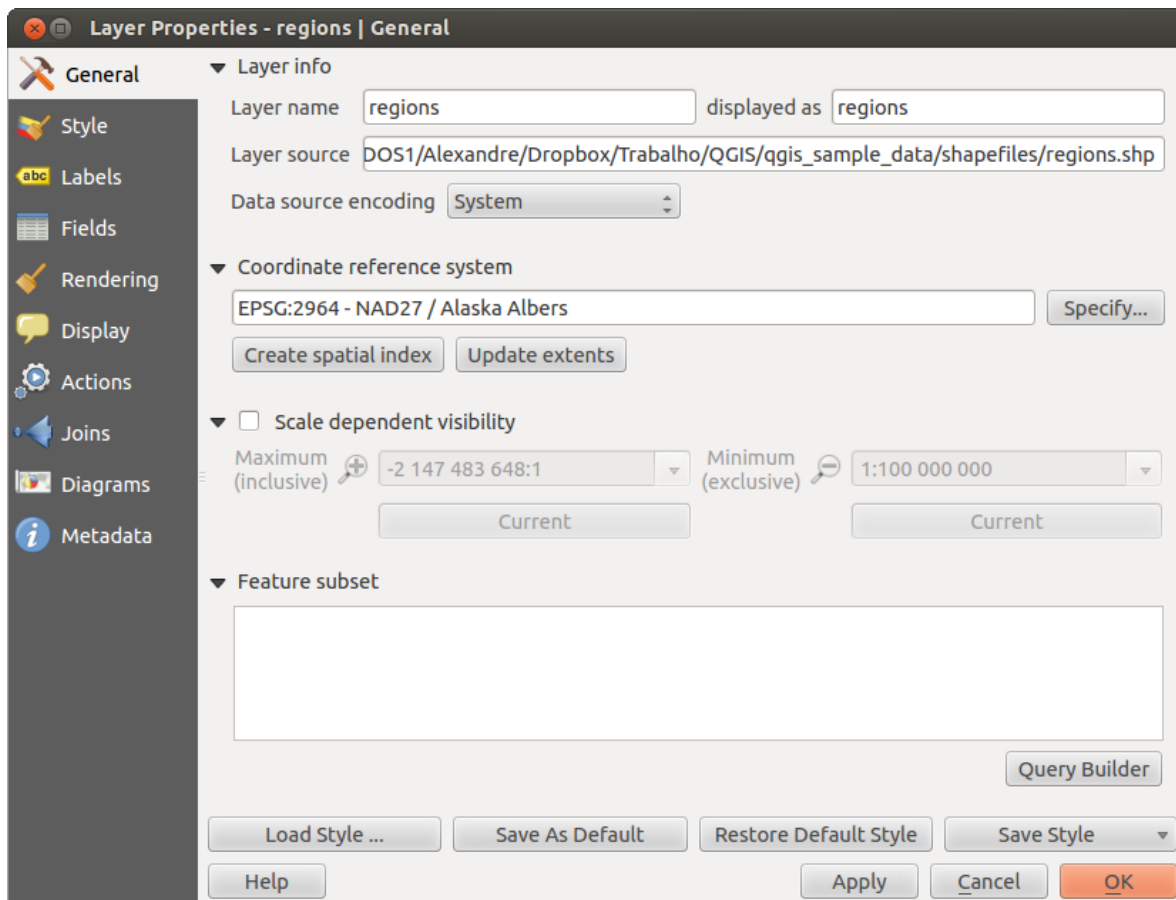 Layer Properties - regions | General
General
Style
abc Labels
Fields
Rendering
Display
Actions
Joins
Diagrams
i Metadata
Layer info
Layer name regions displayed as regions
Layer source DOS1/Alexandre/Dropbox/Trabalho/QGIS/qgis_sample_data/shapefiles/regions.shp
Data source encoding System
Coordinate reference system
EPSG:2964 - NAD27 / Alaska Albers Specify...
Create spatial index Update extents
Scale dependent visibility
Maximum (inclusive) -2 147 483 648:1 Minimum (exclusive) 1:100 000 000
Current Current
Feature subset
Query Builder
Load Style ... Save As Default Restore Default Style Save Style
Help Apply Cancel OK